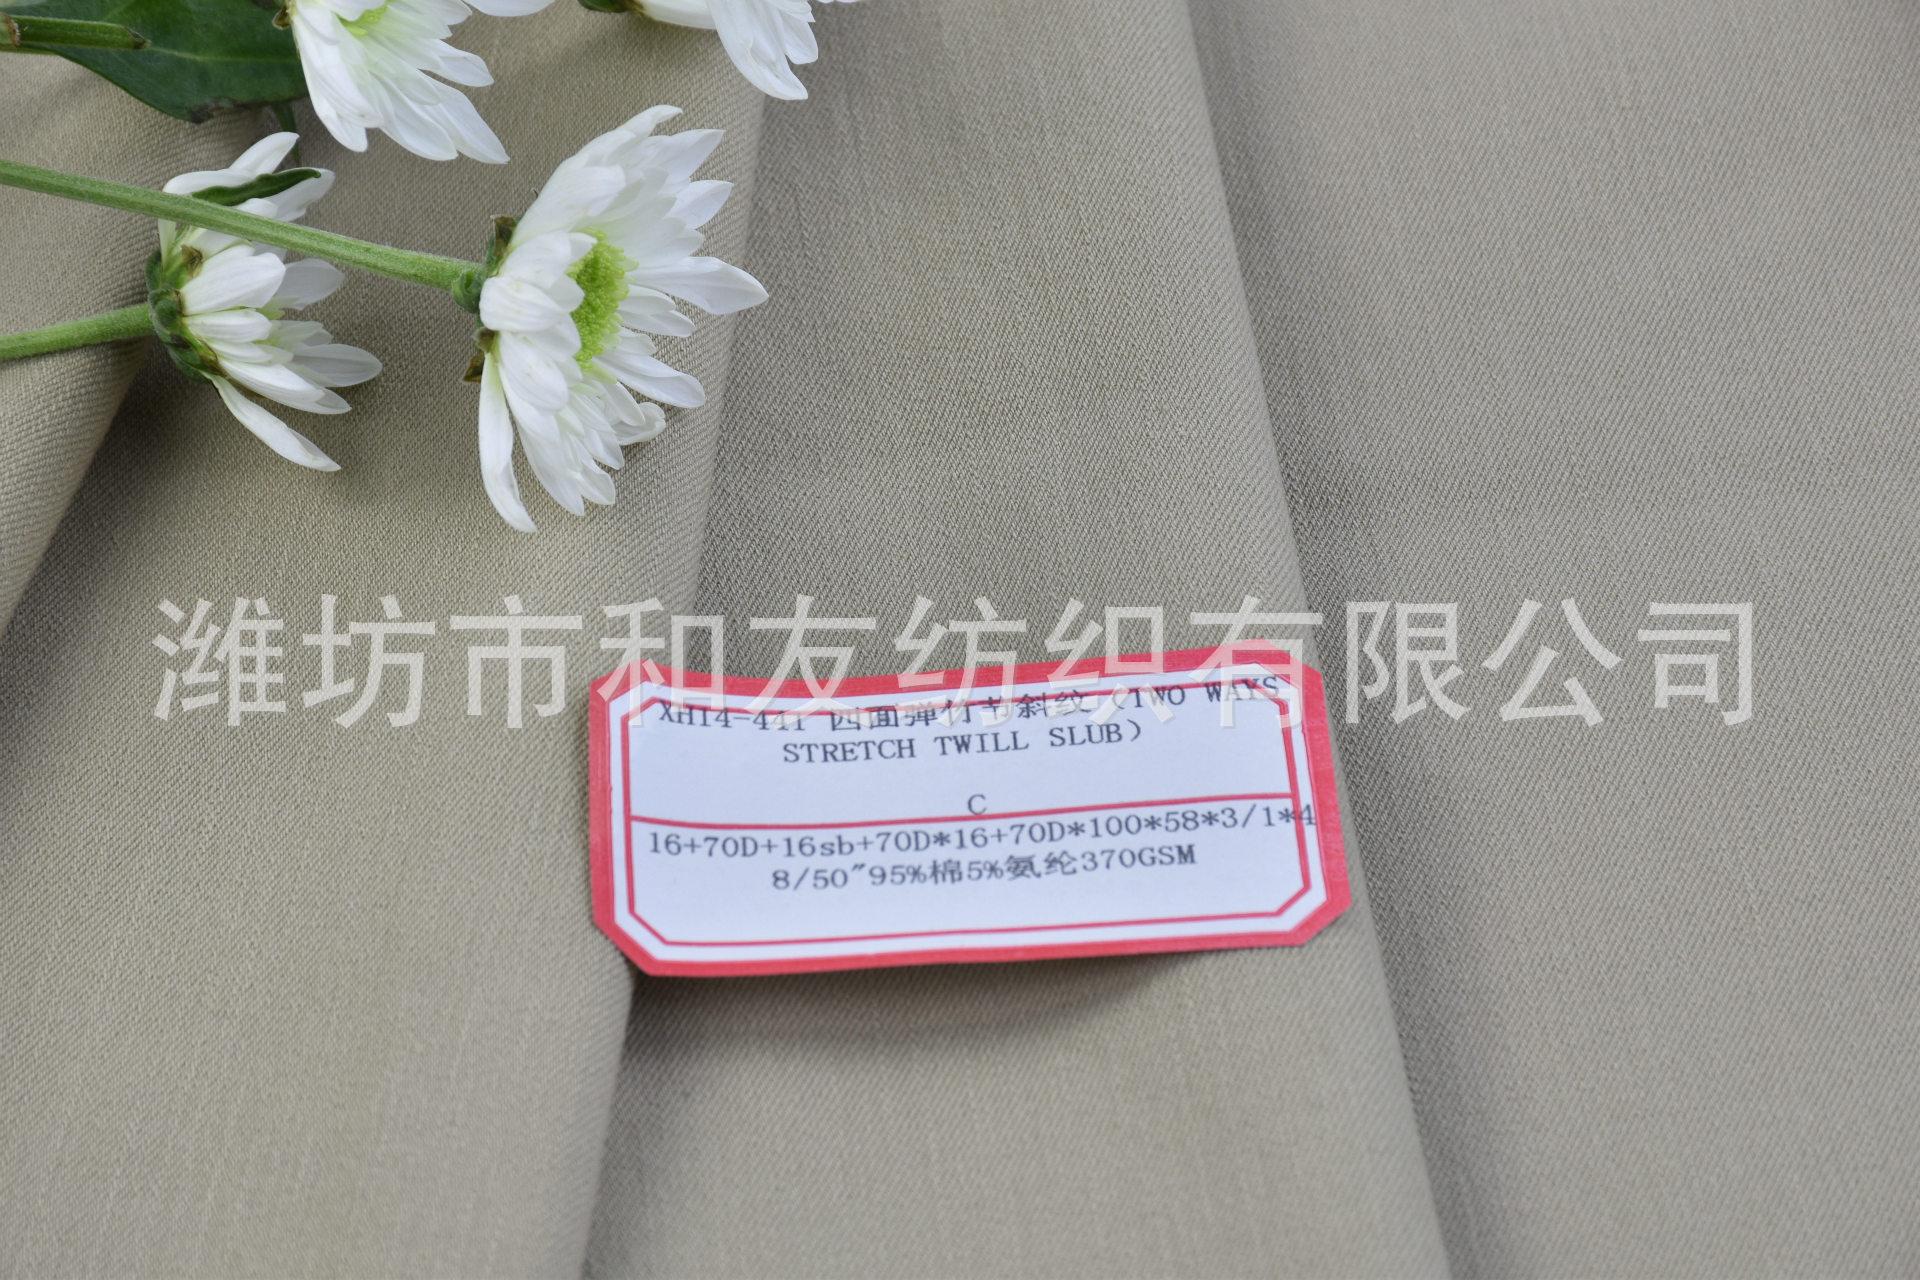 潍坊市和友纺织有限公司
XH14-441 四面弹竹节斜纹（TWO WAYS
STRETCH TWILL SLUB）
C
16+70D+16sb+70D*16+70D*100*58*3/1*4
8/50"95%棉5%氨纶370GSM